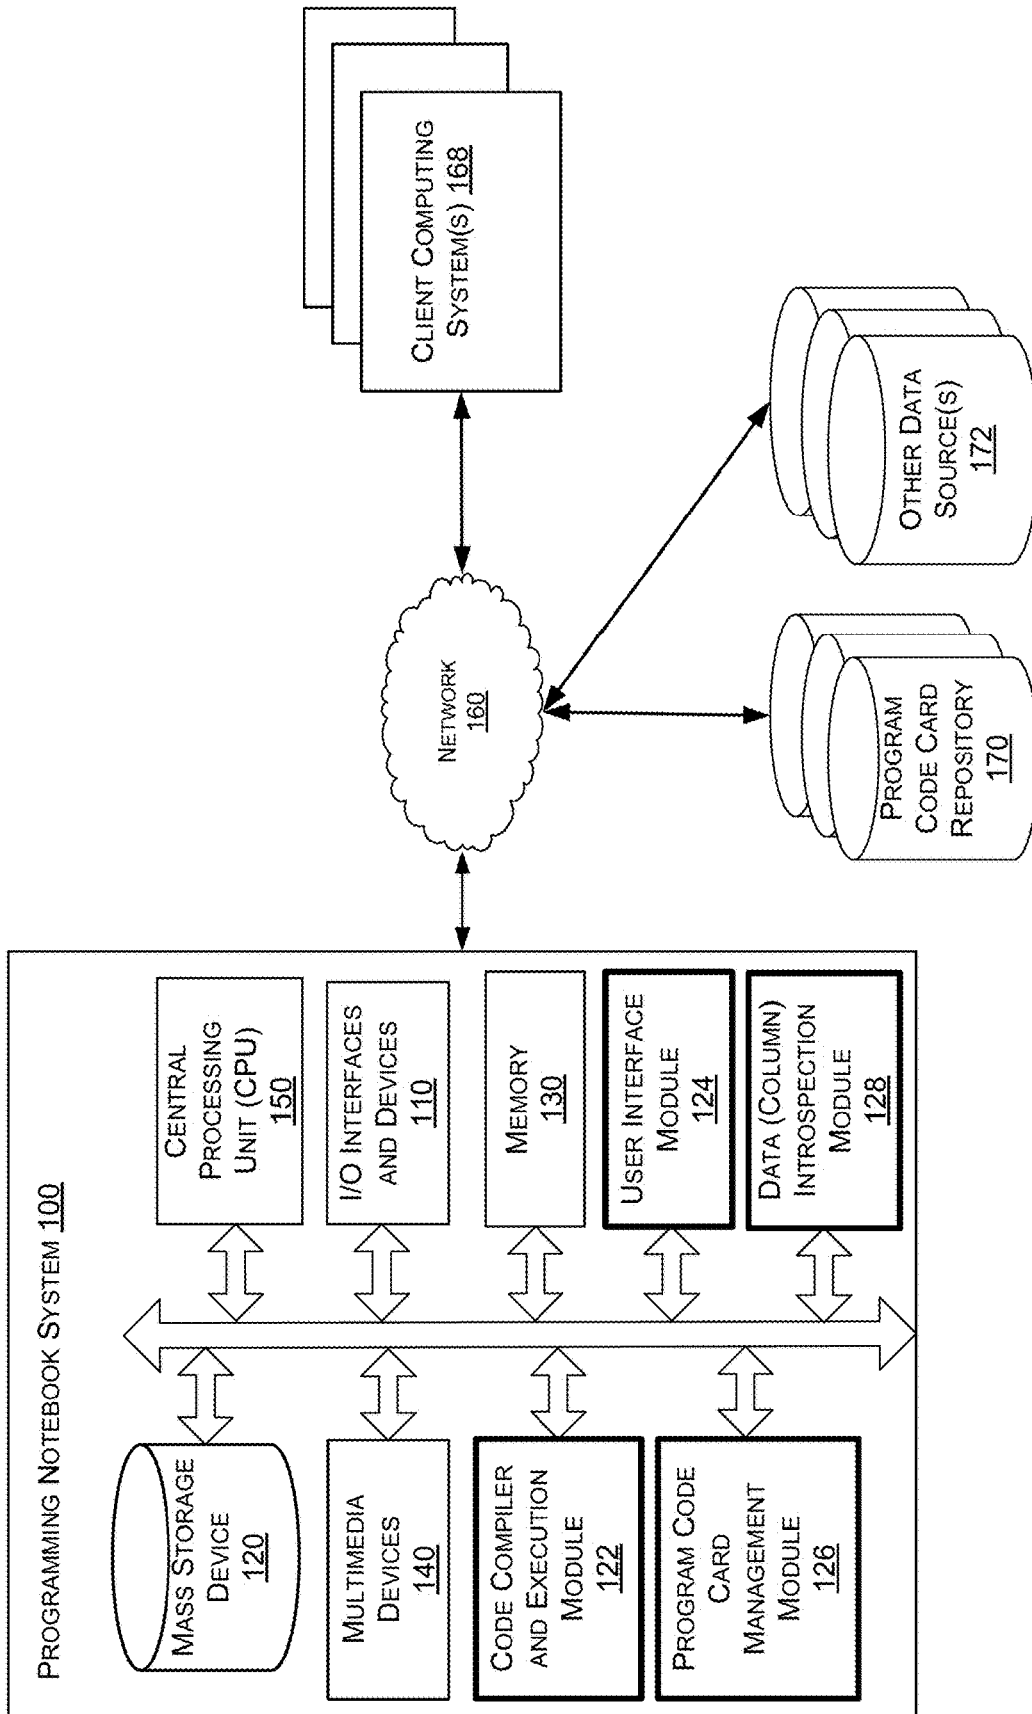 PROGRAMMING NOTEBOOK SYSTEM 100
MASS STORAGE
DEVICE
120
MULTIMEDIA
DEVICES
140
CODE COMPILER
AND EXECUTION
MODULE
122
PROGRAM CODE
CARD
MANAGEMENT
MODULE
126
CENTRAL
PROCESSING
UNIT (CPU)
150
I/O INTERFACES
AND DEVICES
110
MEMORY
130
USER INTERFACE
MODULE
124
DATA (COLUMN)
INTROSPECTION
MODULE
128
NETWORK
160
CLIENT COMPUTING
SYSTEM(S) 168
PROGRAM
CODE CARD
REPOSITORY
170
OTHER DATA
SOURCE(S)
172